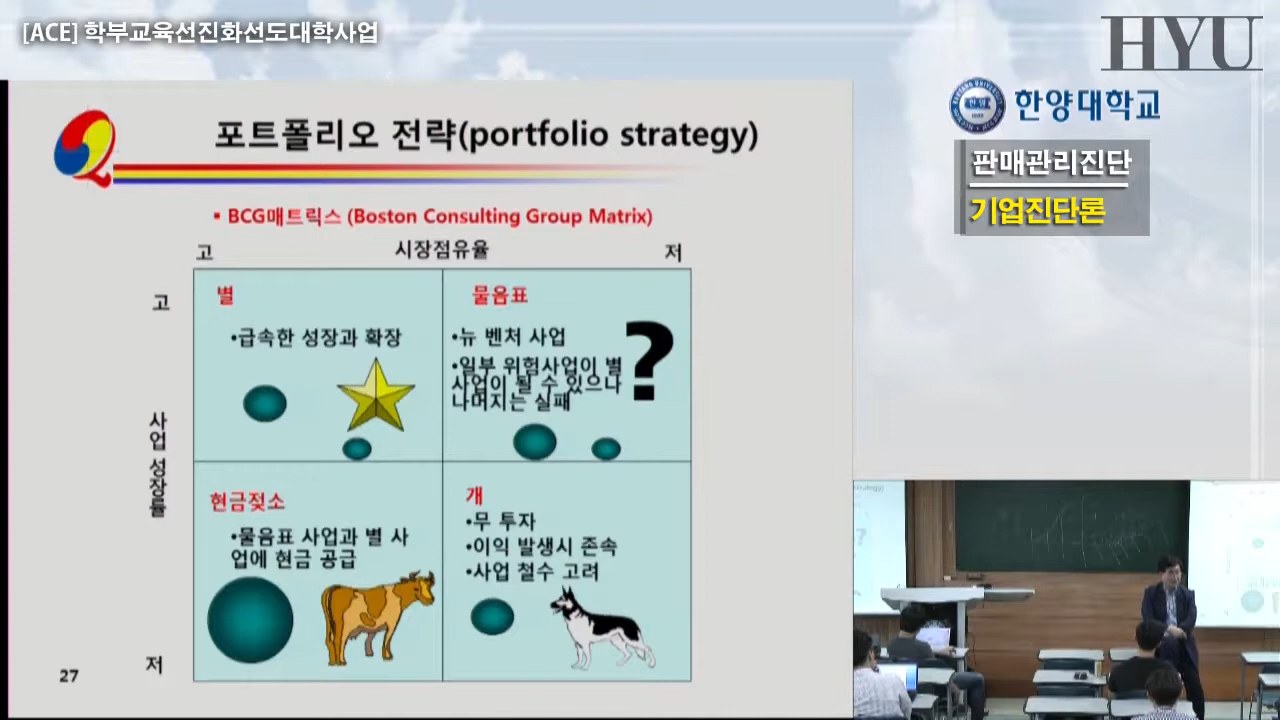 [ACE] 학부교육선진화선도대학사업
HYU
한양대학교
판매관리진단
기업진단론
포트폴리오 전략(portfolio strategy)
▪ BCG매트릭스 (Boston Consulting Group Matrix)
고 시장점유율 저
고
사업 성장률
저
별
•급속한 성장과 확장
물음표
•뉴 벤처 사업
•일부 위험사업이 별
사업이 될 수 있으나
나머지는 실패
?
현금젖소
•물음표 사업과 별 사
업에 현금 공급
개
•무 투자
•이익 발생시 존속
•사업 철수 고려
27